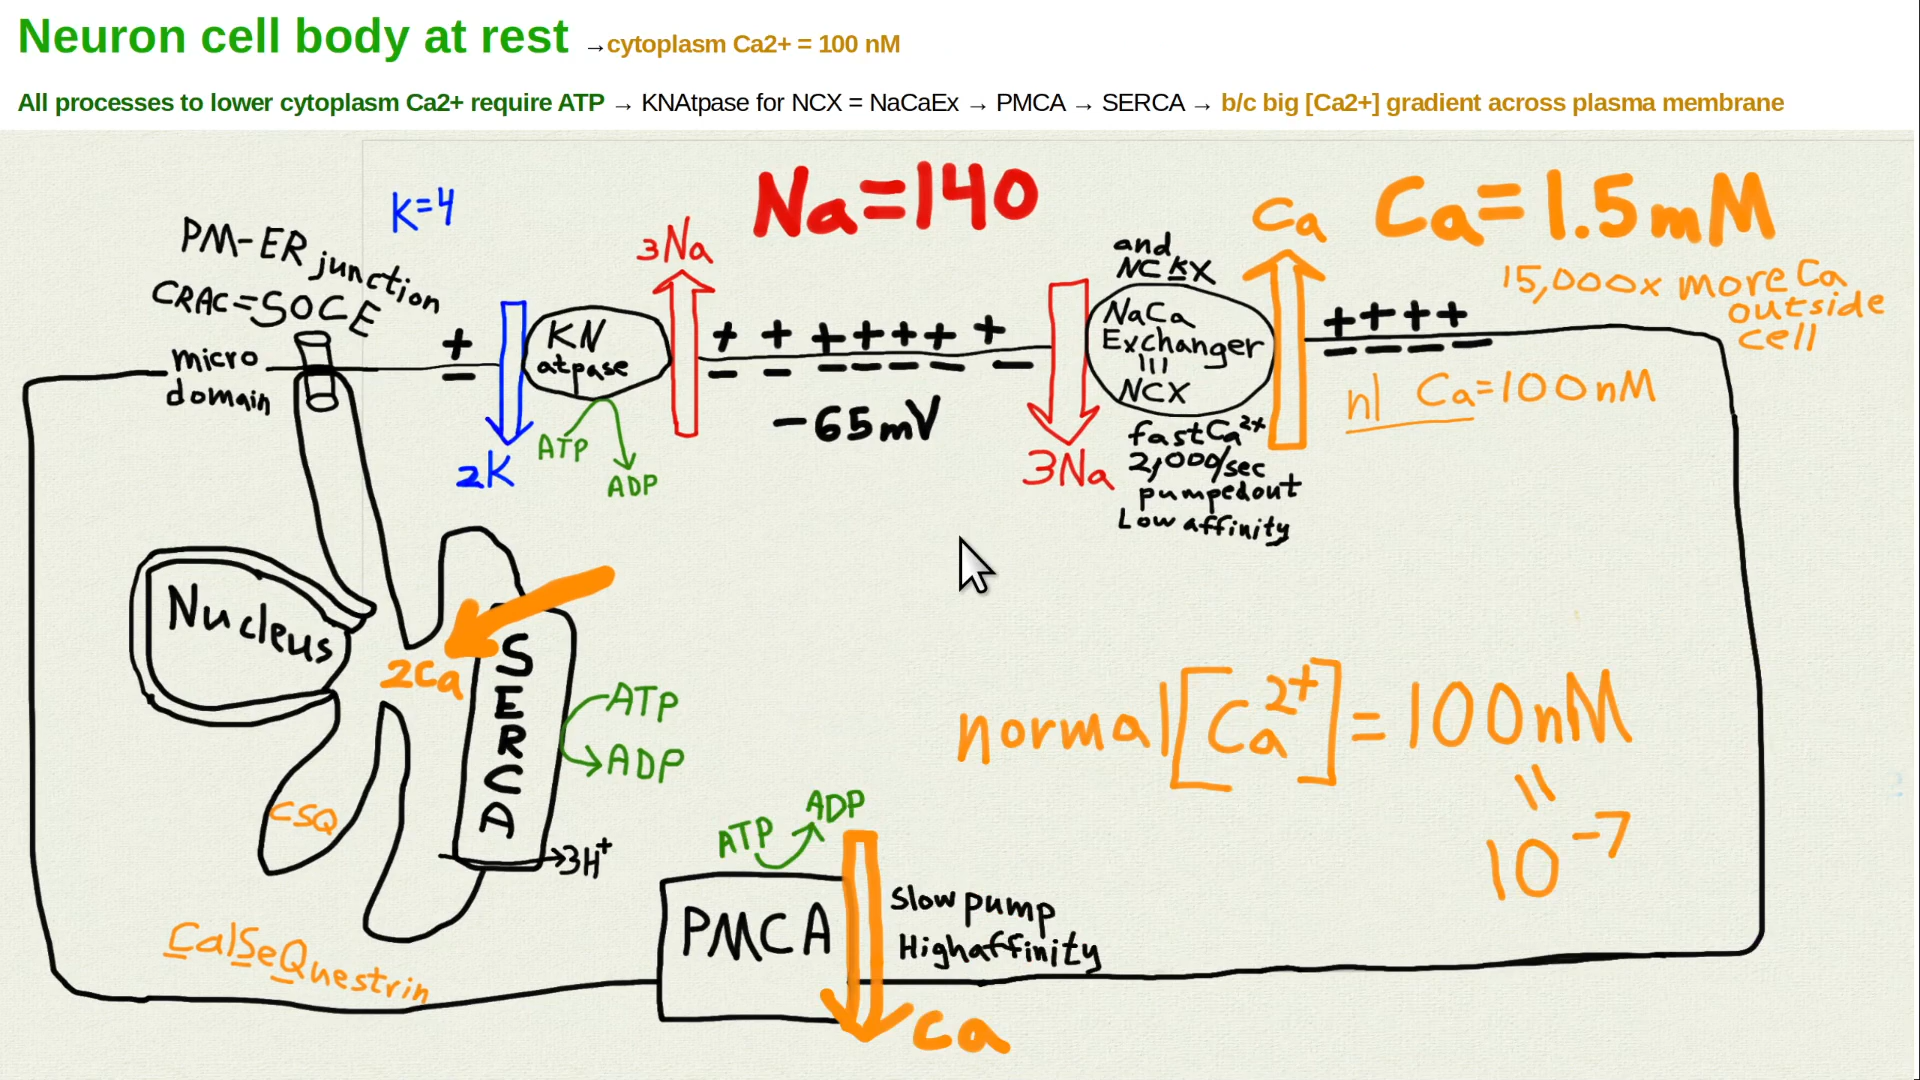 Neuron cell body at rest →cytoplasm Ca2+ = 100 nM
All processes to lower cytoplasm Ca2+ require ATP → KNAtpase for NCX = NaCaEx → PMCA → SERCA → b/c big [Ca2+] gradient across plasma membrane
K=4
Na=140
Ca
Ca=1.5mM
15,000x more Ca
outside
cell
PM-ER junction
CRAC=SOCE
micro
domain
3Na
and
NCKX
+
KN
atpase
+ + + + + + +
NaCa
Exchanger
III
NCX
+ + + +
−
− − − − − − −
− − − −
−65mV
nl Ca=100nM
2K
ATP
ADP
3Na
fast Ca2+
2,000/sec
pumped out
Low affinity
Nucleus
2Ca
SERCA
ATP
ADP
normal [Ca2+] = 100nM
=
10-7
CSQ
→3H+
CalSeQuestrin
ATP
ADP
PMCA
Slow pump
High affinity
Ca